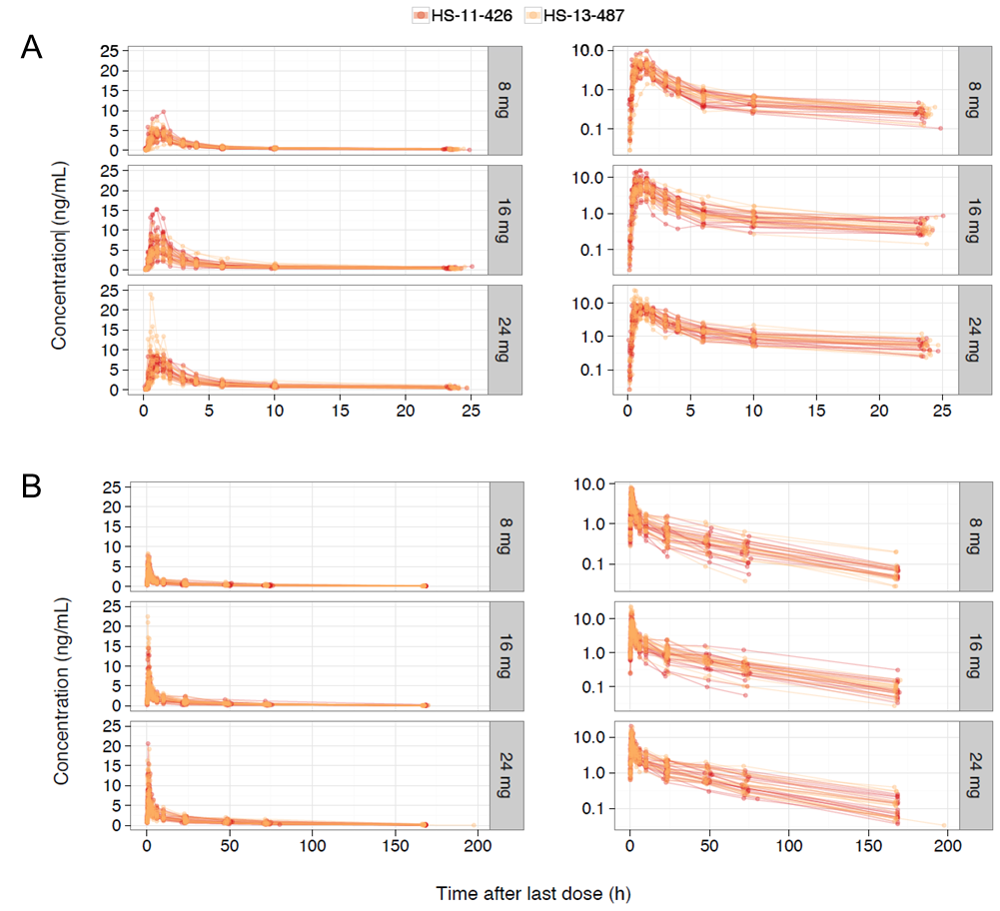 HS-11-426 HS-13-487
A
Concentration| (ng/mL)
25
20
15
10
5
0
8 mg
25
20
15
10
5
0
16 mg
25
20
15
10
5
0
24 mg
0 5 10 15 20 25
10.0
1.0
0.1
8 mg
10.0
1.0
0.1
16 mg
10.0
1.0
0.1
24 mg
0 5 10 15 20 25
B
Concentration (ng/mL)
25
20
15
10
5
0
8 mg
25
20
15
10
5
0
16 mg
25
20
15
10
5
0
24 mg
0 50 100 150 200
10.0
1.0
0.1
8 mg
10.0
1.0
0.1
16 mg
10.0
1.0
0.1
24 mg
0 50 100 150 200
Time after last dose (h)